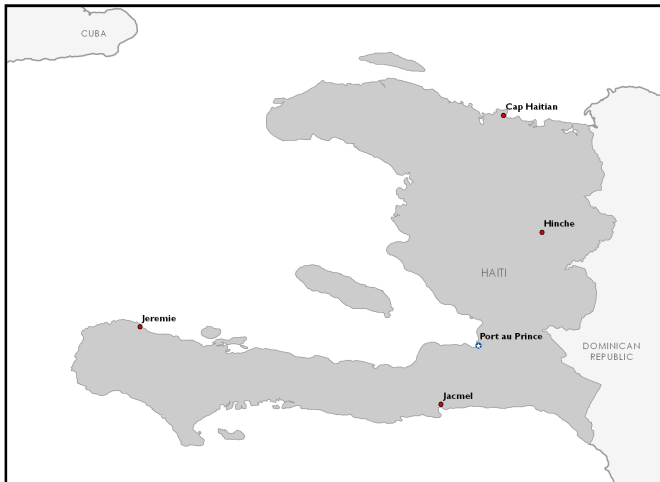 CUBA
Cap Haitian
Hinche
HAITI
Jeremie
Port au Prince
DOMINICAN
REPUBLIC
Jacmel